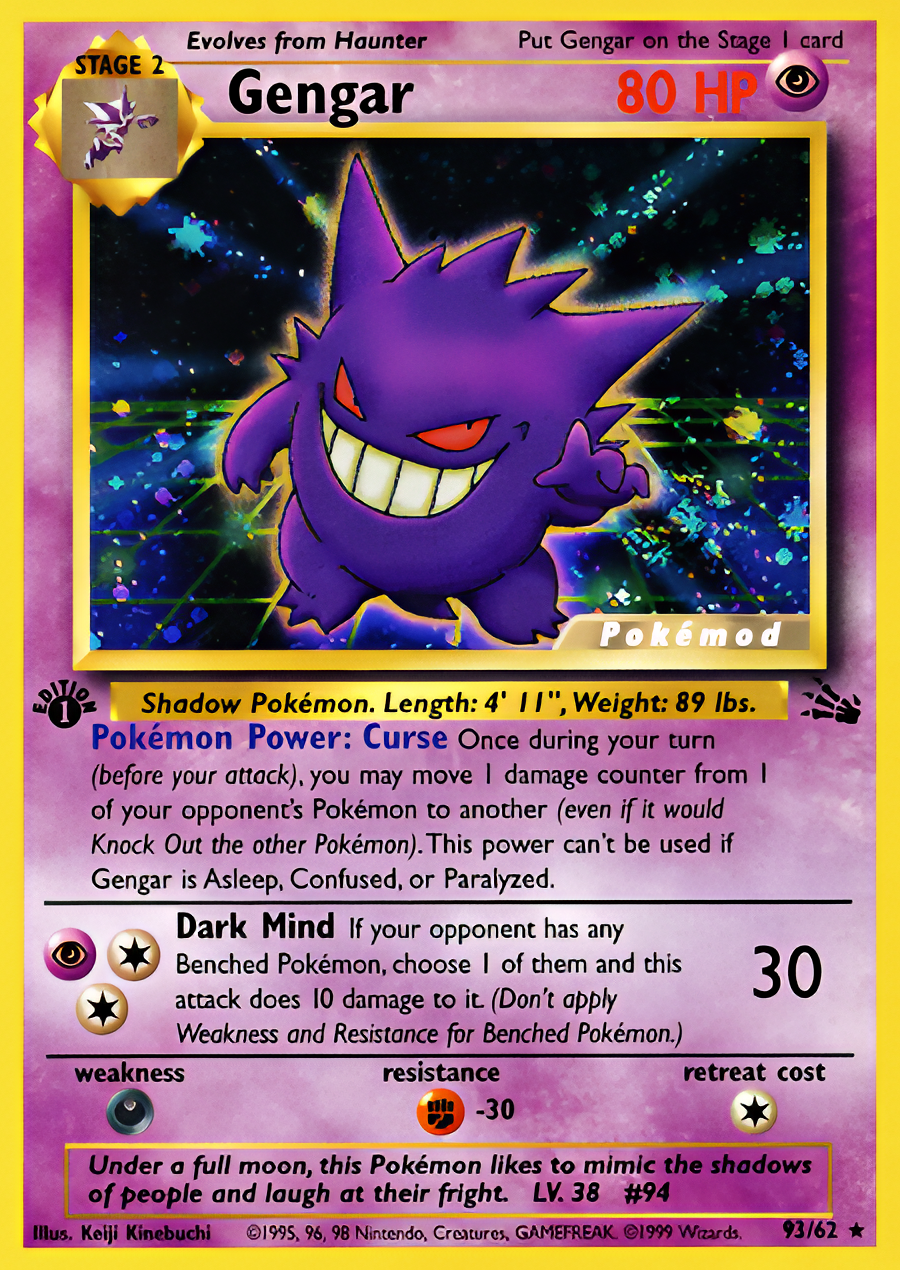 Evolves from Haunter
Put Gengar on the Stage 1 card
STAGE 2
Gengar
80 HP
Pokémod
EDITION
1
Shadow Pokémon. Length: 4' 11", Weight: 89 lbs.
Pokémon Power: Curse Once during your turn
(before your attack), you may move 1 damage counter from 1
of your opponent's Pokémon to another (even if it would
Knock Out the other Pokémon). This power can't be used if
Gengar is Asleep, Confused, or Paralyzed.
Dark Mind If your opponent has any
Benched Pokémon, choose 1 of them and this
attack does 10 damage to it. (Don't apply
Weakness and Resistance for Benched Pokémon.)
30
weakness
resistance
retreat cost
-30
Under a full moon, this Pokémon likes to mimic the shadows
of people and laugh at their fright. LV. 38 #94
Illus. Keiji Kinebuchi
©1995, 96, 98 Nintendo, Creatures, GAMEFREAK. ©1999 Wizards.
93/62